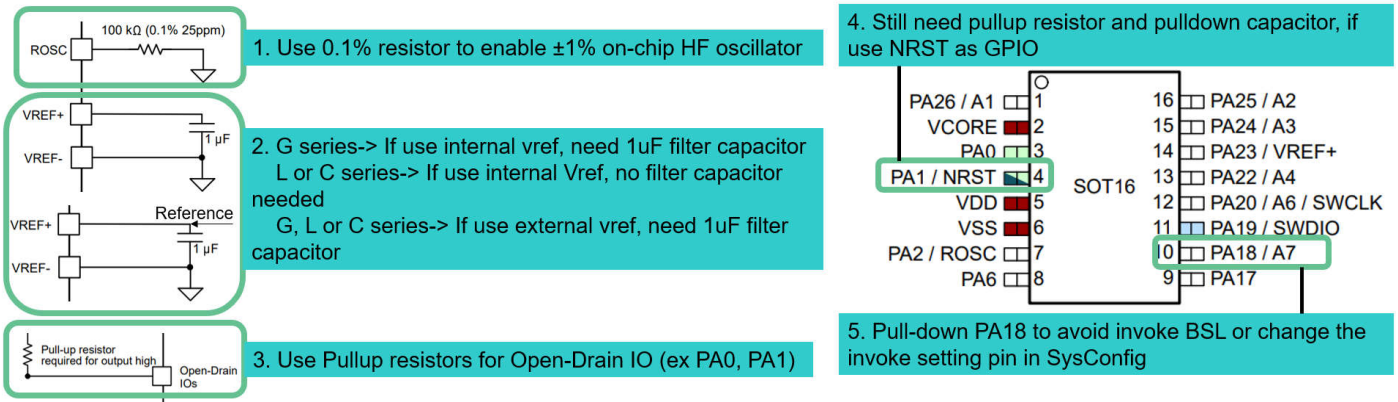 100 kΩ (0.1% 25ppm)
ROSC
1. Use 0.1% resistor to enable ±1% on-chip HF oscillator
VREF+
1 µF
VREF-
Reference
VREF+
1 µF
VREF-
2. G series-> If use internal vref, need 1uF filter capacitor
L or C series-> If use internal Vref, no filter capacitor
needed
G, L or C series-> If use external vref, need 1uF filter
capacitor
Pull-up resistor
required for output high
Open-Drain
IOs
3. Use Pullup resistors for Open-Drain IO (ex PA0, PA1)
4. Still need pullup resistor and pulldown capacitor, if
use NRST as GPIO
PA26 / A1 1 16 PA25 / A2
VCORE 2 15 PA24 / A3
PA0 3 14 PA23 / VREF+
PA1 / NRST 4 SOT16 13 PA22 / A4
VDD 5 12 PA20 / A6 / SWCLK
VSS 6 11 PA19 / SWDIO
PA2 / ROSC 7 10 PA18 / A7
PA6 8 9 PA17
5. Pull-down PA18 to avoid invoke BSL or change the
invoke setting pin in SysConfig